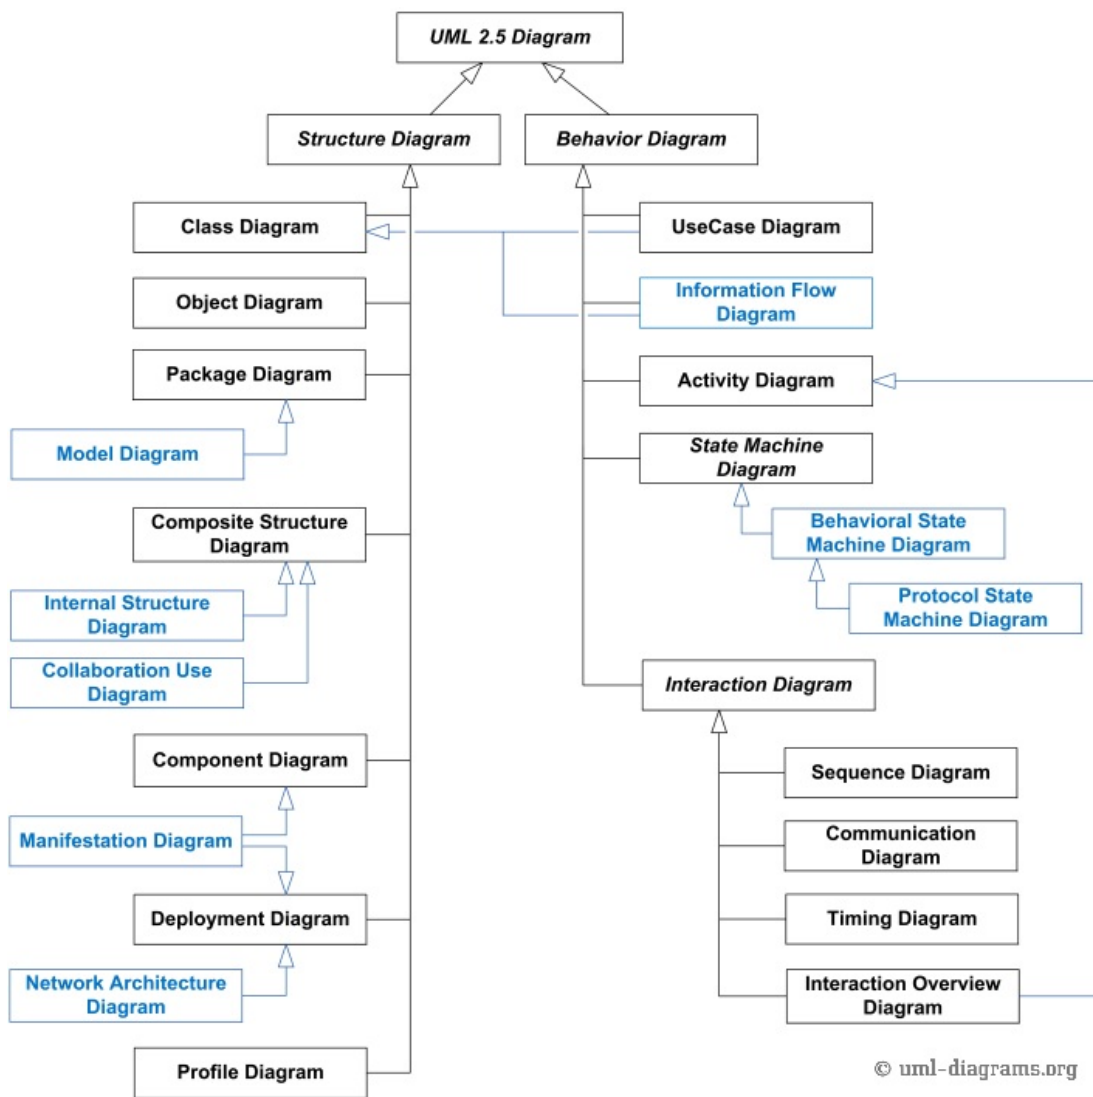 UML 2.5 Diagram
Structure Diagram
Behavior Diagram
Class Diagram
UseCase Diagram
Object Diagram
Information Flow
Diagram
Package Diagram
Activity Diagram
Model Diagram
State Machine
Diagram
Composite Structure
Diagram
Behavioral State
Machine Diagram
Internal Structure
Diagram
Protocol State
Machine Diagram
Collaboration Use
Diagram
Interaction Diagram
Component Diagram
Sequence Diagram
Manifestation Diagram
Communication
Diagram
Deployment Diagram
Timing Diagram
Network Architecture
Diagram
Interaction Overview
Diagram
Profile Diagram
© uml-diagrams.org